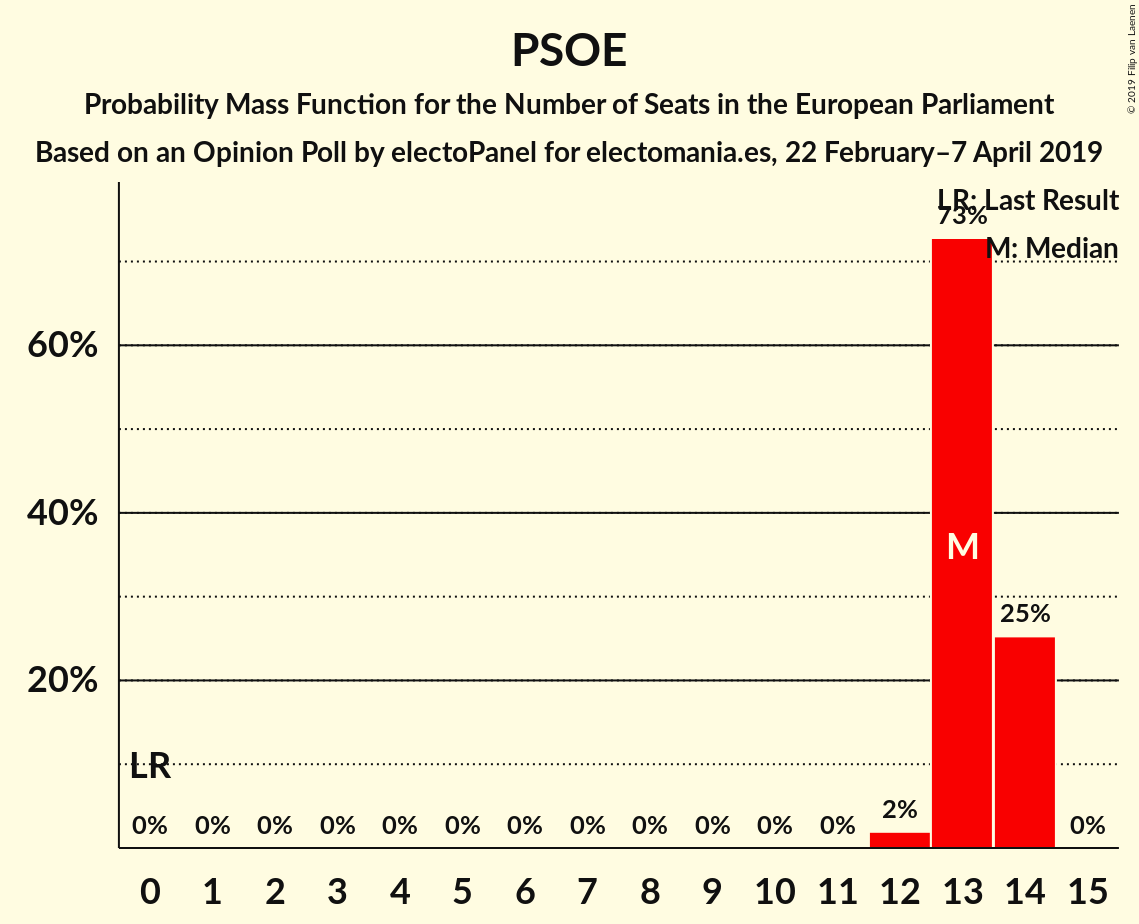 PSOE
Probability Mass Function for the Number of Seats in the European Parliament
Based on an Opinion Poll by electoPanel for electomania.es, 22 February–7 April 2019
© 2019 Filip van Laenen
LR: Last Result
M: Median
73%
60%
40%
M
25%
20%
LR
0% 0% 0% 0% 0% 0% 0% 0% 0% 0% 0% 0% 2% 0%
0 1 2 3 4 5 6 7 8 9 10 11 12 13 14 15